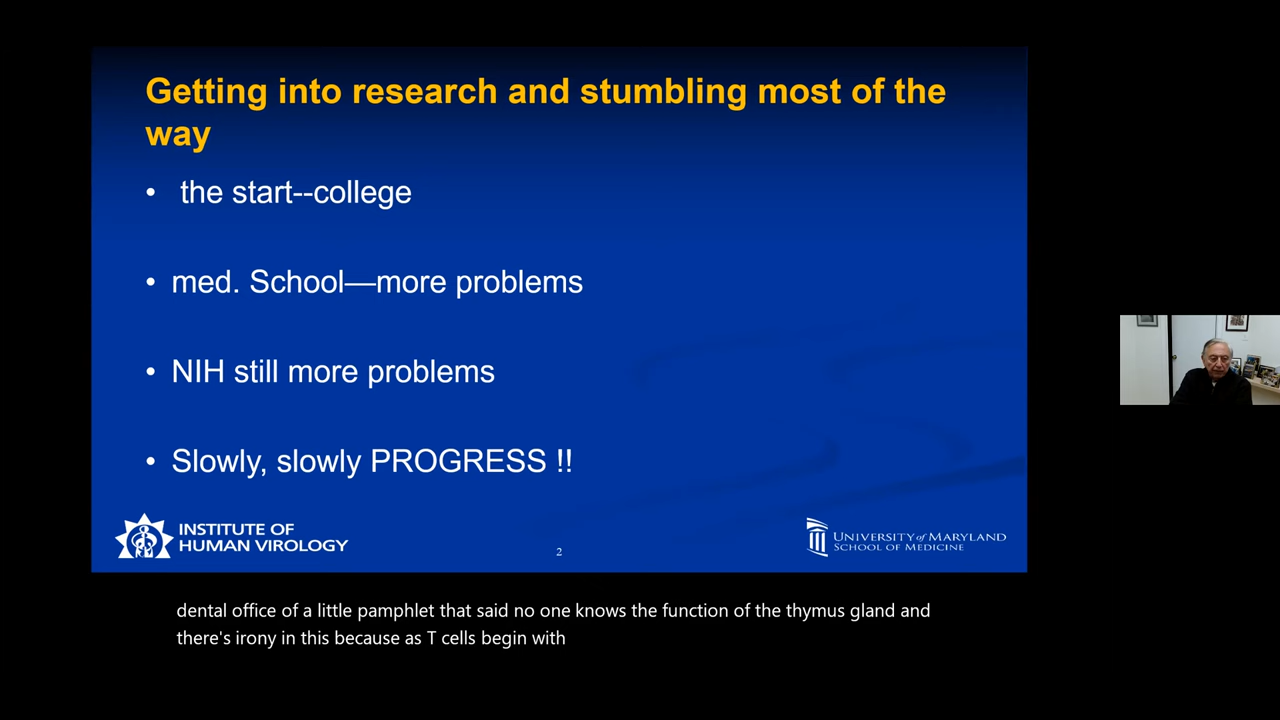 Getting into research and stumbling most of the
way
• the start--college
• med. School—more problems
• NIH still more problems
• Slowly, slowly PROGRESS !!
INSTITUTE OF
HUMAN VIROLOGY
2
UNIVERSITY of MARYLAND
SCHOOL OF MEDICINE
dental office of a little pamphlet that said no one knows the function of the thymus gland and
there's irony in this because as T cells begin with